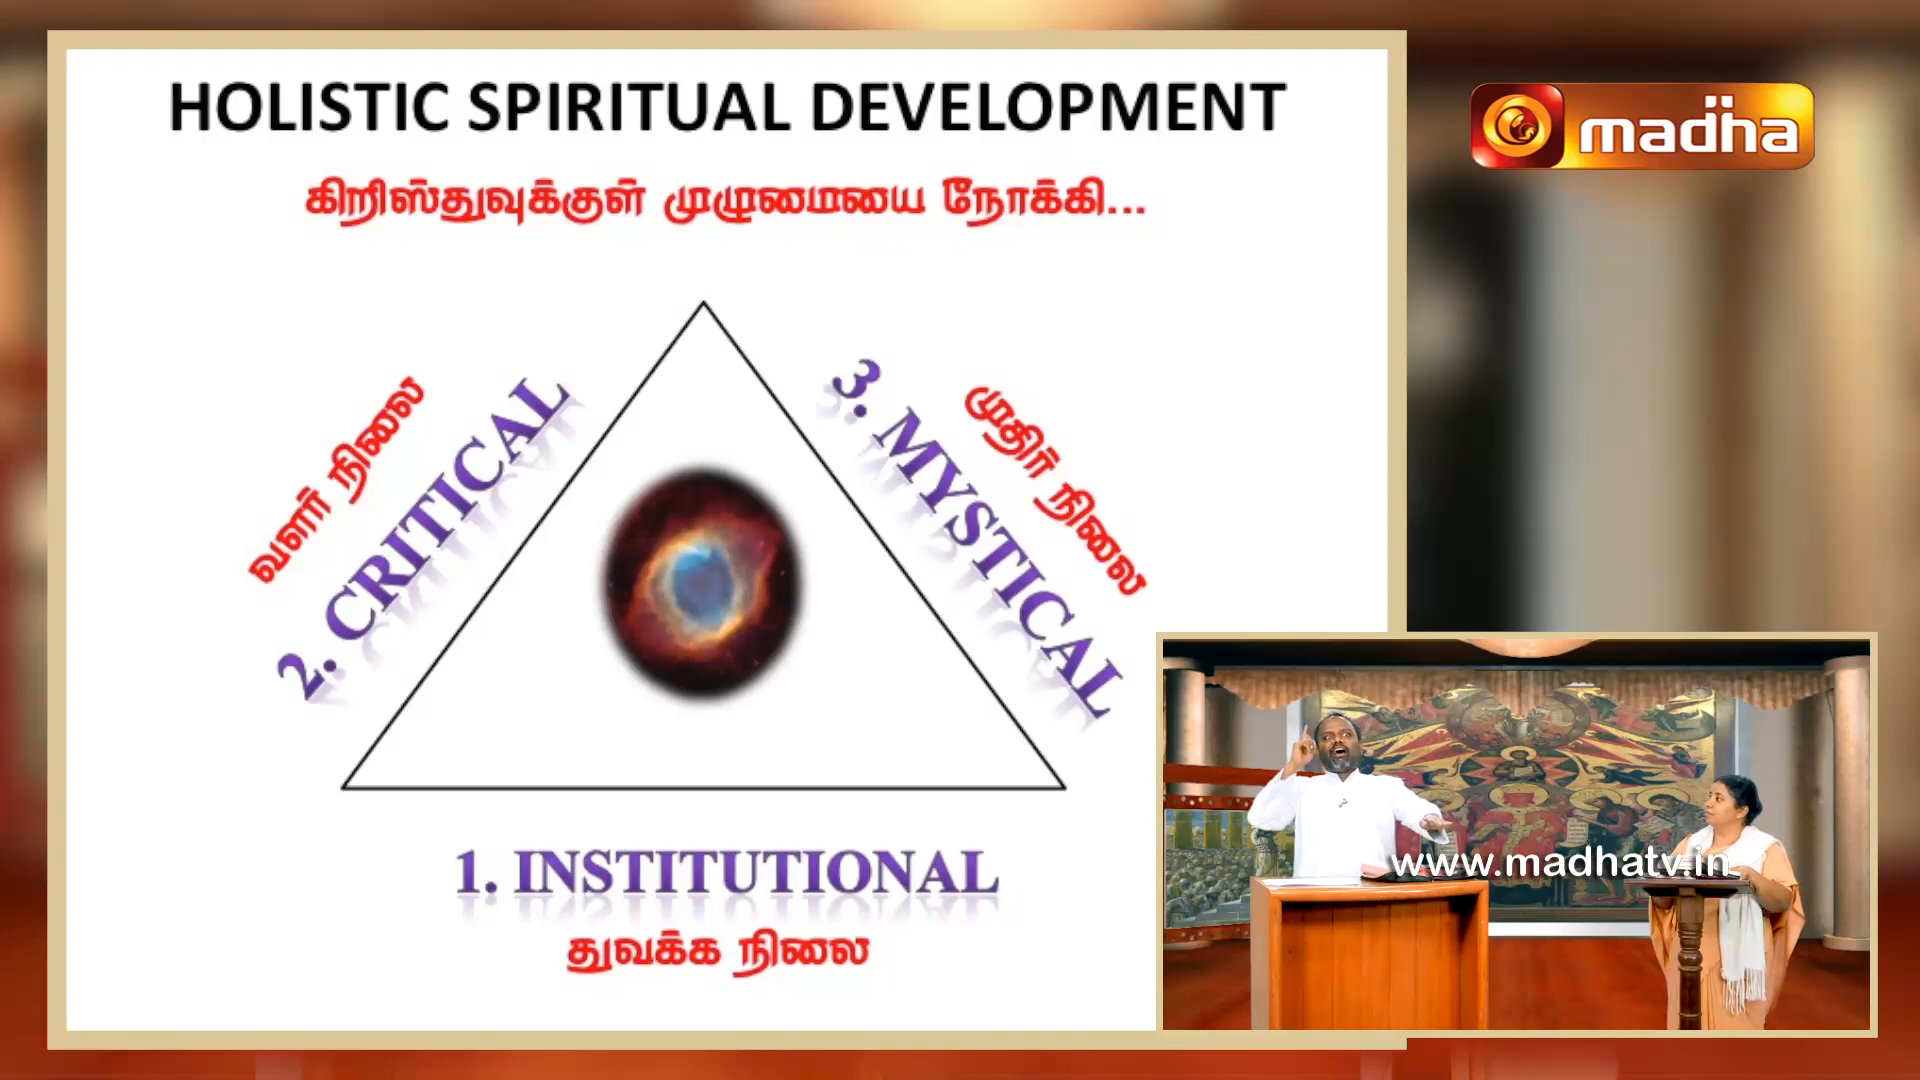 HOLISTIC SPIRITUAL DEVELOPMENT
கிறிஸ்துவுக்குள் முழுமையை நோக்கி...
madha
வளர் நிலை
2. CRITICAL
3. MYSTICAL
முதிர் நிலை
1. INSTITUTIONAL
துவக்க நிலை
www.madhatv.in